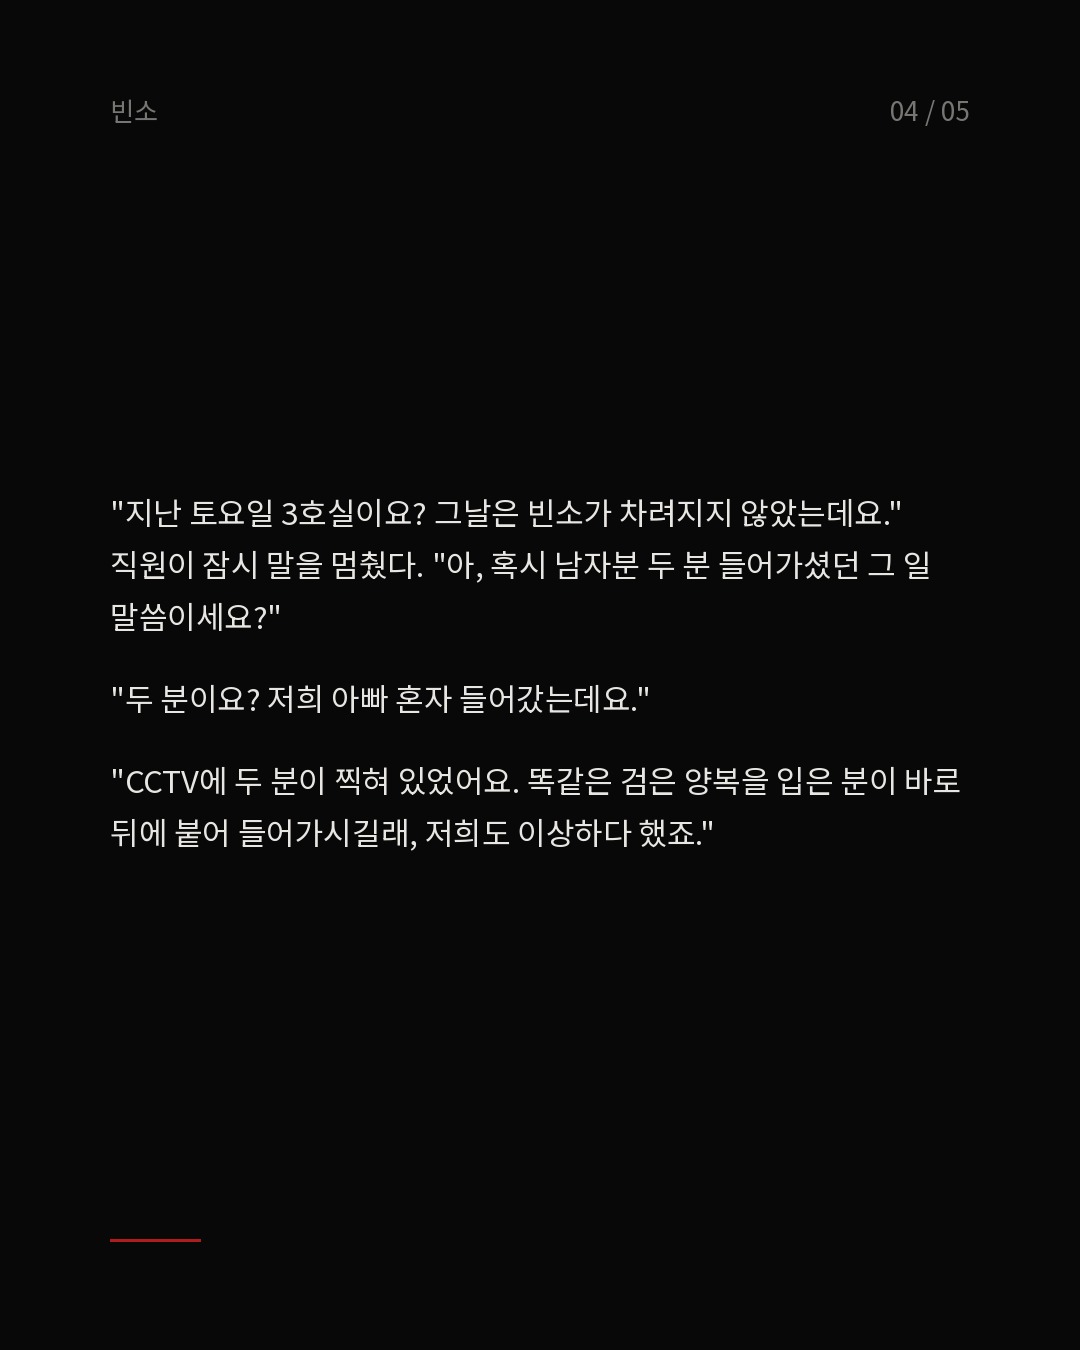 빈소
04 / 05
"지난 토요일 3호실이요? 그날은 빈소가 차려지지 않았는데요."
직원이 잠시 말을 멈췄다. "아, 혹시 남자분 두 분 들어가셨던 그 일
말씀이세요?"
"두 분이요? 저희 아빠 혼자 들어갔는데요."
"CCTV에 두 분이 찍혀 있었어요. 똑같은 검은 양복을 입은 분이 바로
뒤에 붙어 들어가시길래, 저희도 이상하다 했죠."